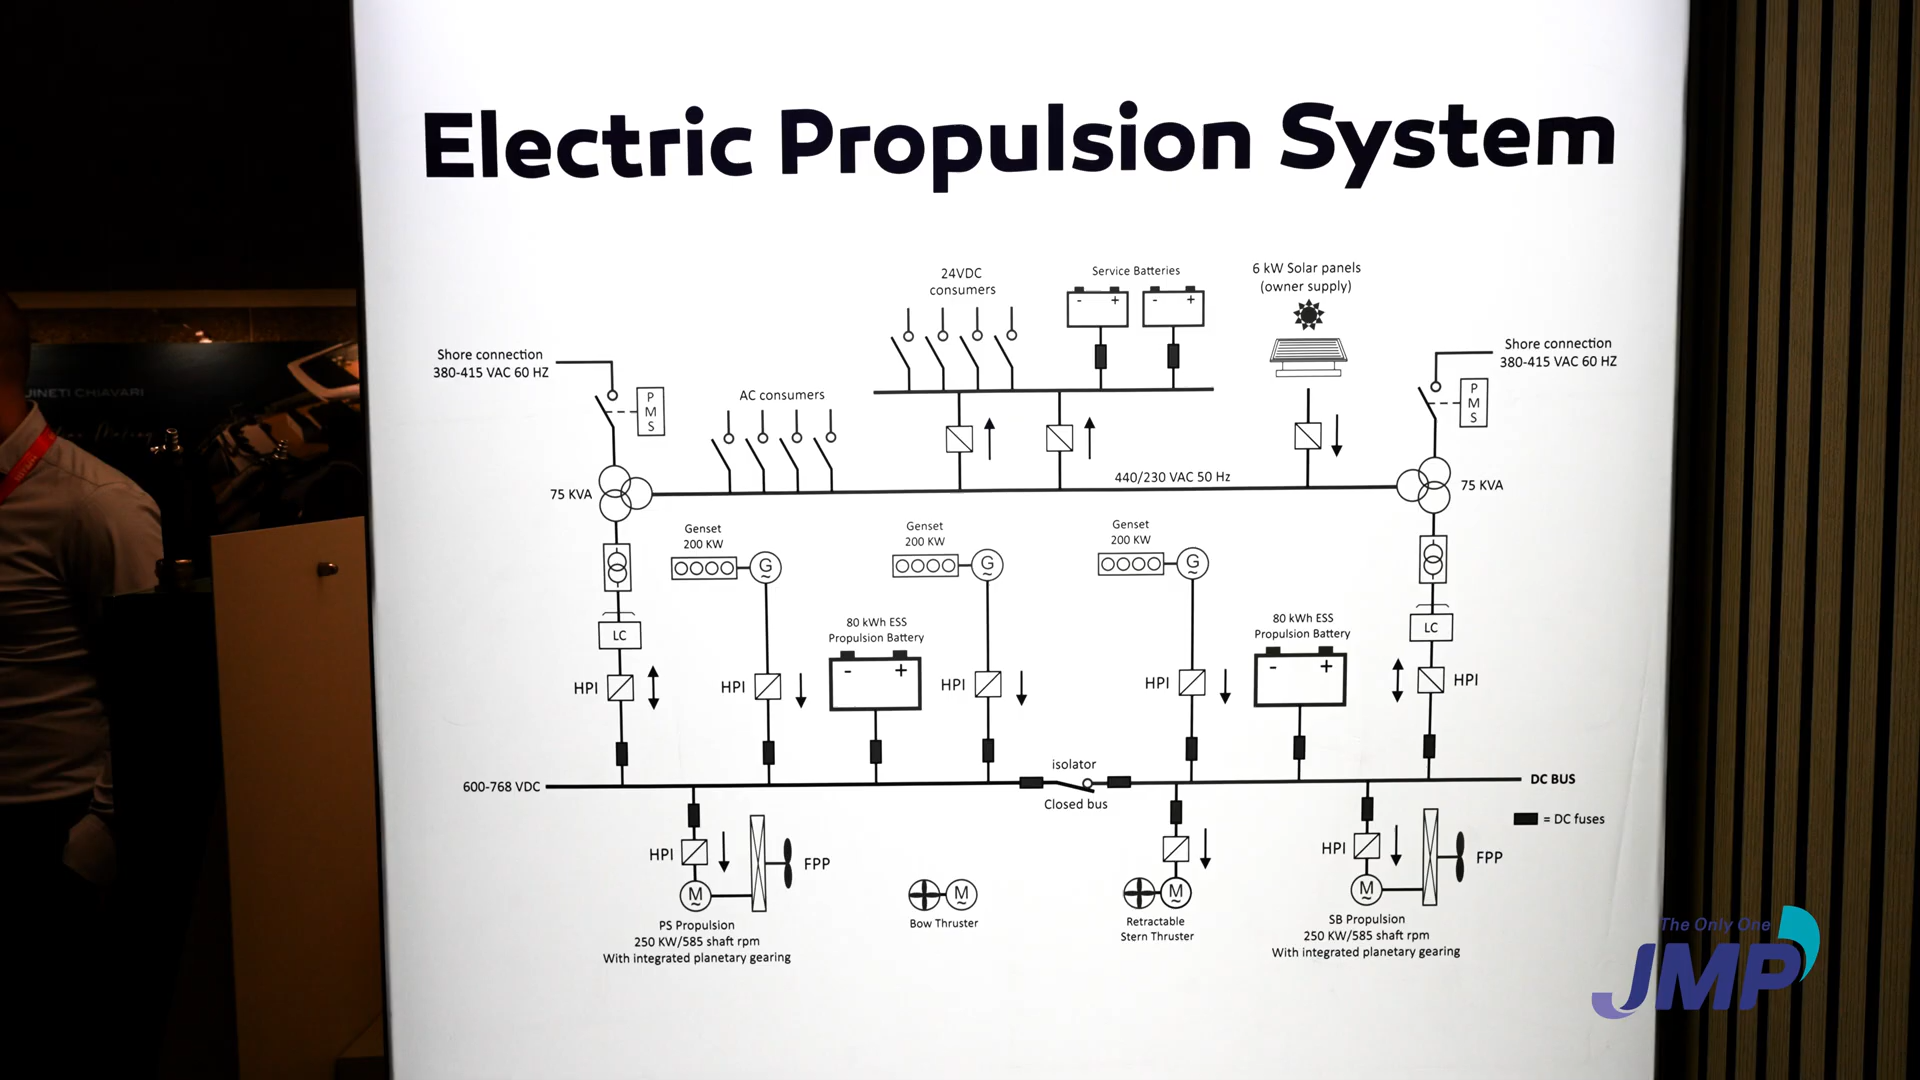 Electric Propulsion System
24VDC
consumers
Service Batteries
- +
- +
6 kW Solar panels
(owner supply)
Shore connection
380-415 VAC 60 HZ
P
M
S
AC consumers
Shore connection
380-415 VAC 60 HZ
P
M
S
JINETI CHIAVARI
75 KVA
440/230 VAC 50 Hz
75 KVA
Genset
200 KW
G
~
Genset
200 KW
G
~
Genset
200 KW
G
~
LC
80 kWh ESS
Propulsion Battery
- +
80 kWh ESS
Propulsion Battery
- +
LC
HPI
HPI
HPI
HPI
HPI
600-768 VDC
isolator
Closed bus
DC BUS
= DC fuses
HPI
M
~
FPP
PS Propulsion
250 KW/585 shaft rpm
With integrated planetary gearing
M
~
Bow Thruster
M
~
Retractable
Stern Thruster
HPI
M
~
FPP
SB Propulsion
250 KW/585 shaft rpm
With integrated planetary gearing
The Only One
JMP